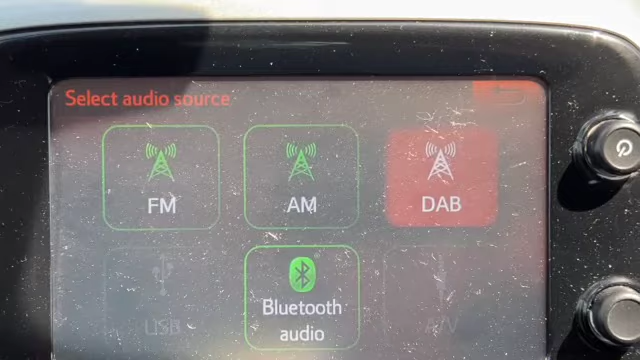 Select audio source
FM
AM
DAB
USB
Bluetooth
audio
A/V